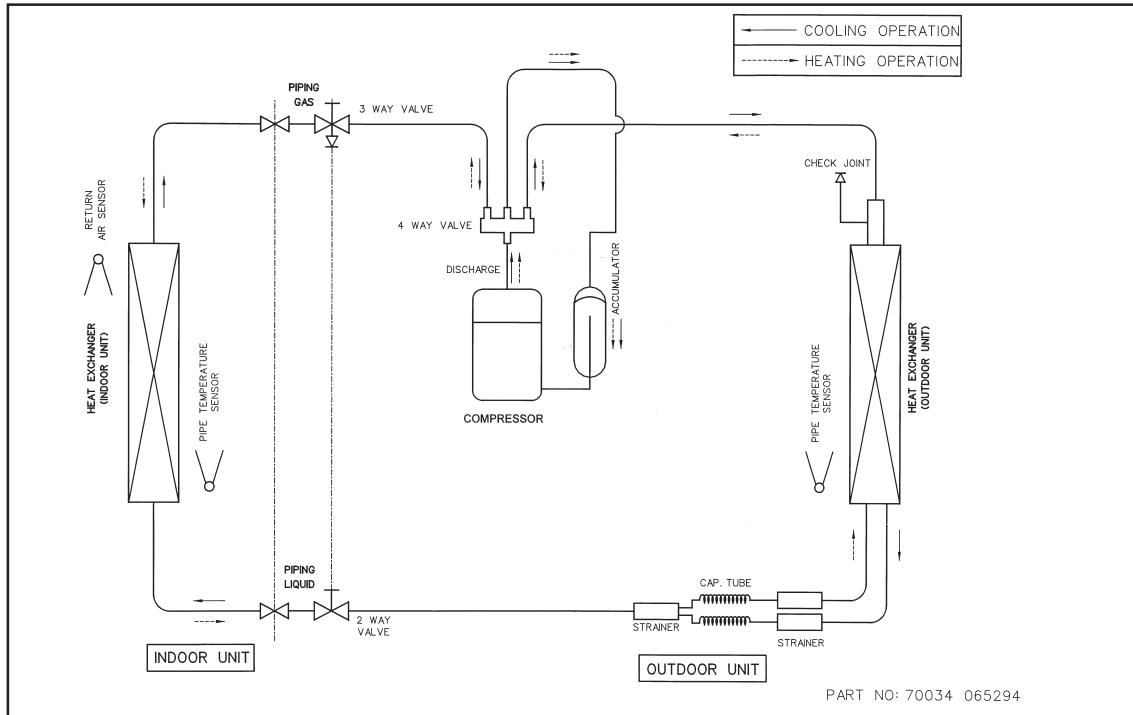 COOLING OPERATION
HEATING OPERATION
PIPING
GAS
3 WAY VALVE
CHECK JOINT
RETURN
AIR SENSOR
4 WAY VALVE
DISCHARGE
ACCUMULATOR
HEAT EXCHANGER
(INDOOR UNIT)
PIPE TEMPERATURE
SENSOR
COMPRESSOR
PIPE TEMPERATURE
SENSOR
HEAT EXCHANGER
(OUTDOOR UNIT)
PIPING
LIQUID
CAP. TUBE
2 WAY
VALVE
STRAINER
STRAINER
INDOOR UNIT
OUTDOOR UNIT
PART NO: 70034 065294